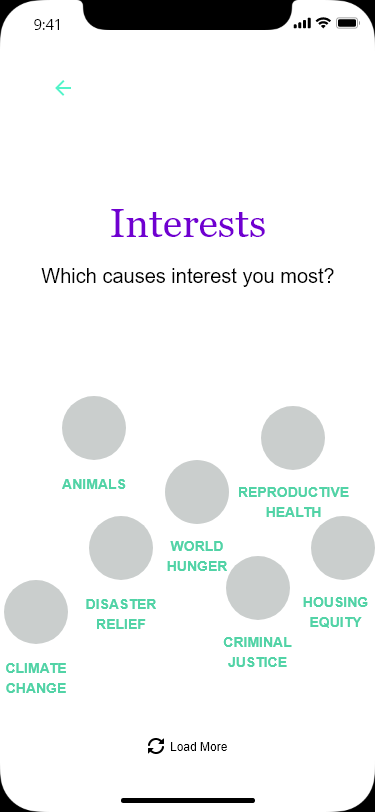 9:41
Interests
Which causes interest you most?
ANIMALS
REPRODUCTIVE
HEALTH
WORLD
HUNGER
DISASTER
RELIEF
HOUSING
EQUITY
CRIMINAL
JUSTICE
CLIMATE
CHANGE
Load More